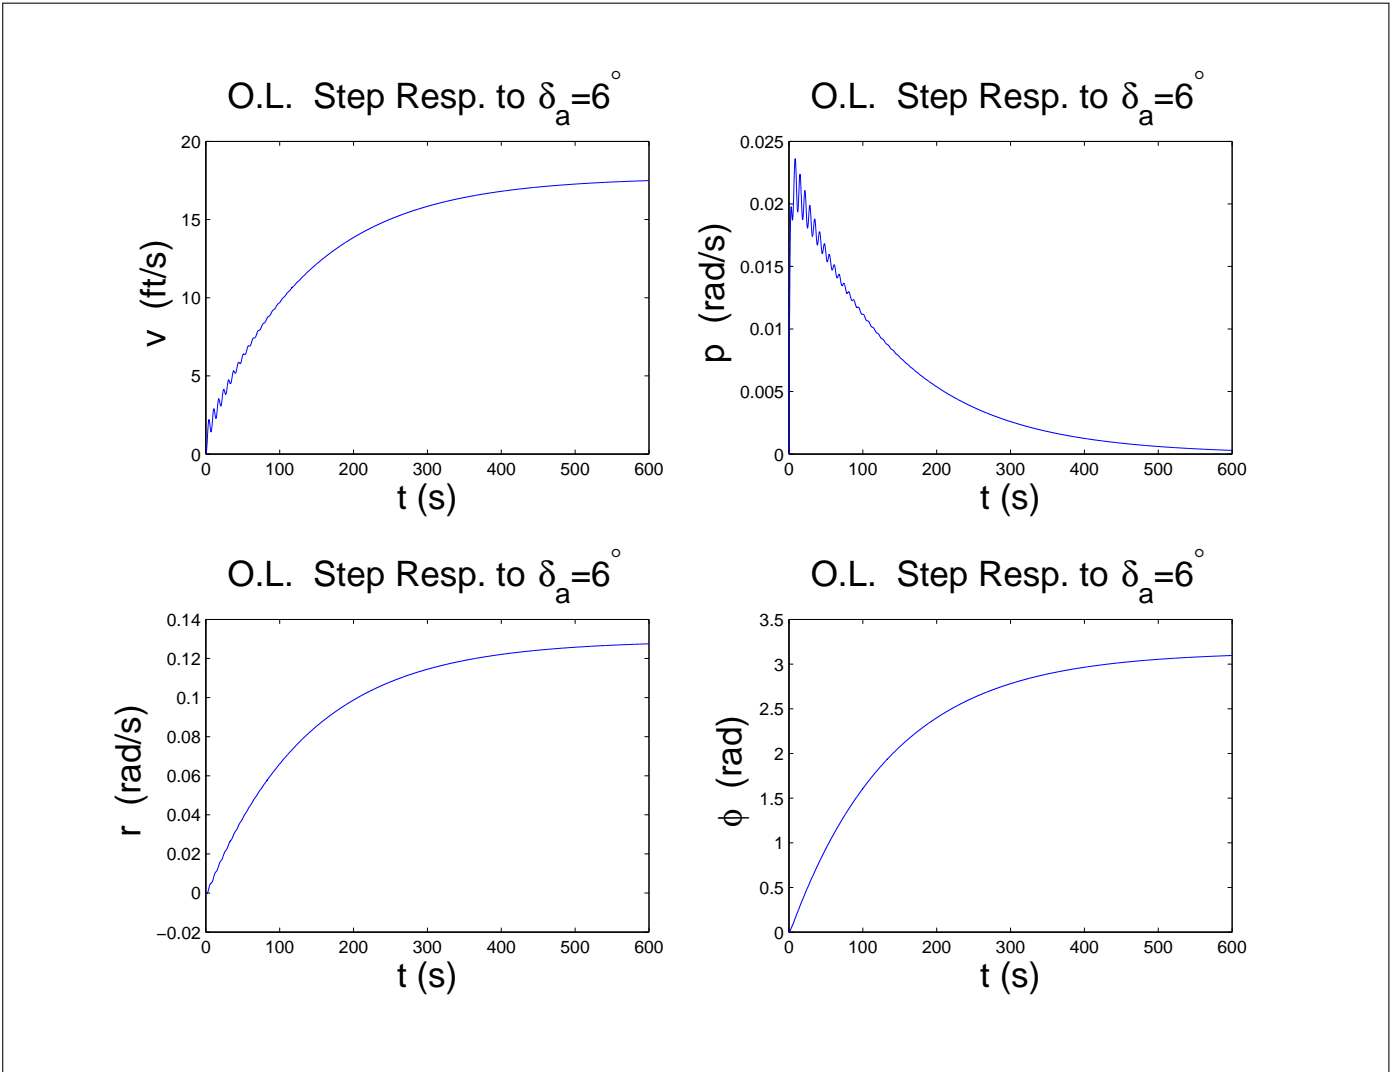 O.L. Step Resp. to δₐ=6°
20
15
10
5
0
v (ft/s)
0 100 200 300 400 500 600
t (s)
O.L. Step Resp. to δₐ=6°
0.025
0.02
0.015
0.01
0.005
0
p (rad/s)
0 100 200 300 400 500 600
t (s)
O.L. Step Resp. to δₐ=6°
0.14
0.12
0.1
0.08
0.06
0.04
0.02
0
−0.02
r (rad/s)
0 100 200 300 400 500 600
t (s)
O.L. Step Resp. to δₐ=6°
3.5
3
2.5
2
1.5
1
0.5
0
ϕ (rad)
0 100 200 300 400 500 600
t (s)